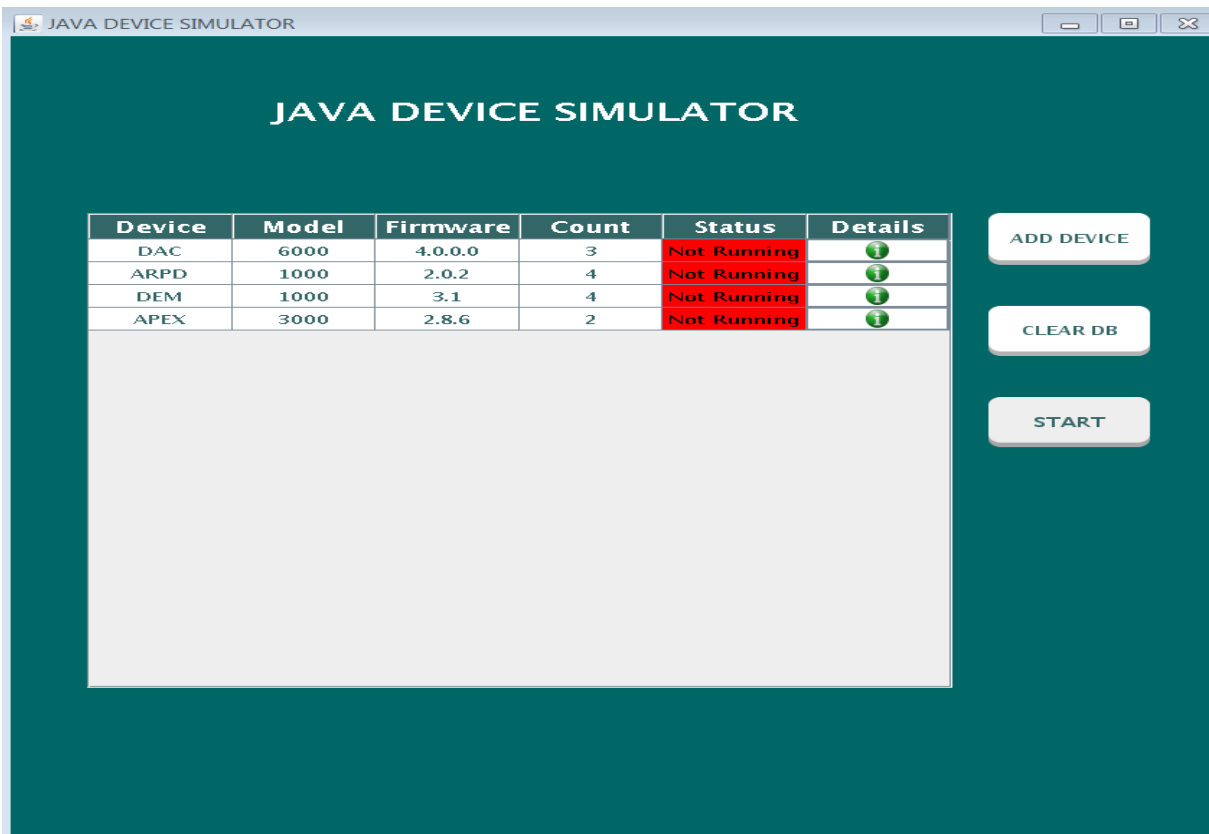 JAVA DEVICE SIMULATOR
JAVA DEVICE SIMULATOR
Device Model Firmware Count Status Details
DAC 6000 4.0.0.0 3 Not Running
ARPD 1000 2.0.2 4 Not Running
DEM 1000 3.1 4 Not Running
APEX 3000 2.8.6 2 Not Running
ADD DEVICE
CLEAR DB
START